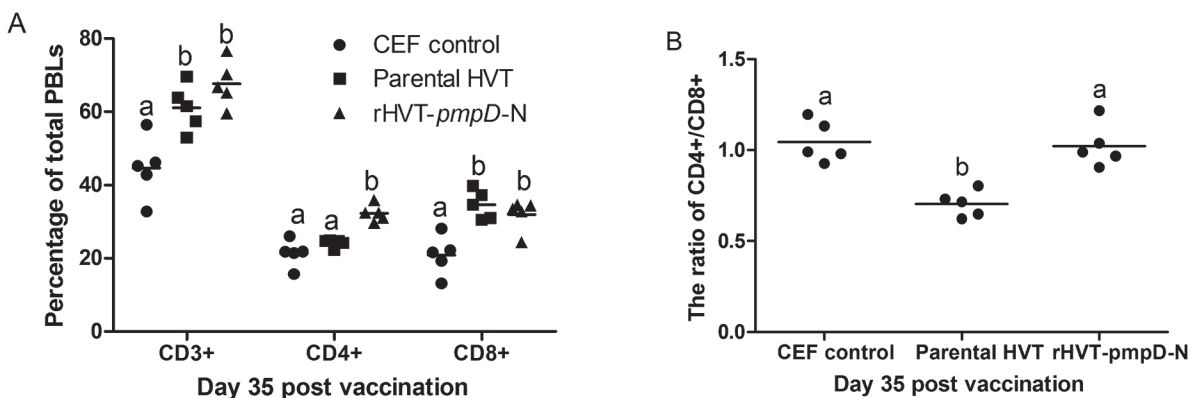 A
Percentage of total PBLs
80
60
40
20
0
CEF control
Parental HVT
rHVT-pmpD-N
a
b
b
a
a
b
a
b
b
CD3+
CD4+
CD8+
Day 35 post vaccination
B
The ratio of CD4+/CD8+
1.5
1.0
0.5
0.0
a
b
a
CEF control
Parental HVT
rHVT-pmpD-N
Day 35 post vaccination